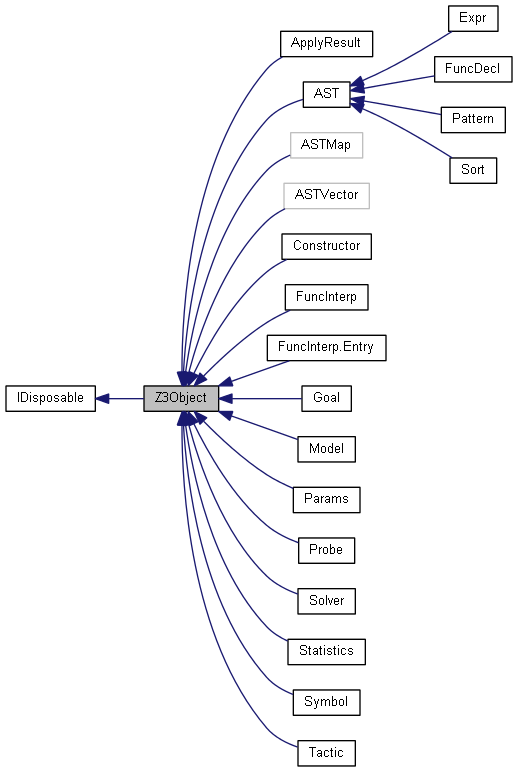 Expr
ApplyResult
FuncDecl
AST
Pattern
ASTMap
Sort
ASTVector
Constructor
FuncInterp
FuncInterp.Entry
IDisposable
Z3Object
Goal
Model
Params
Probe
Solver
Statistics
Symbol
Tactic